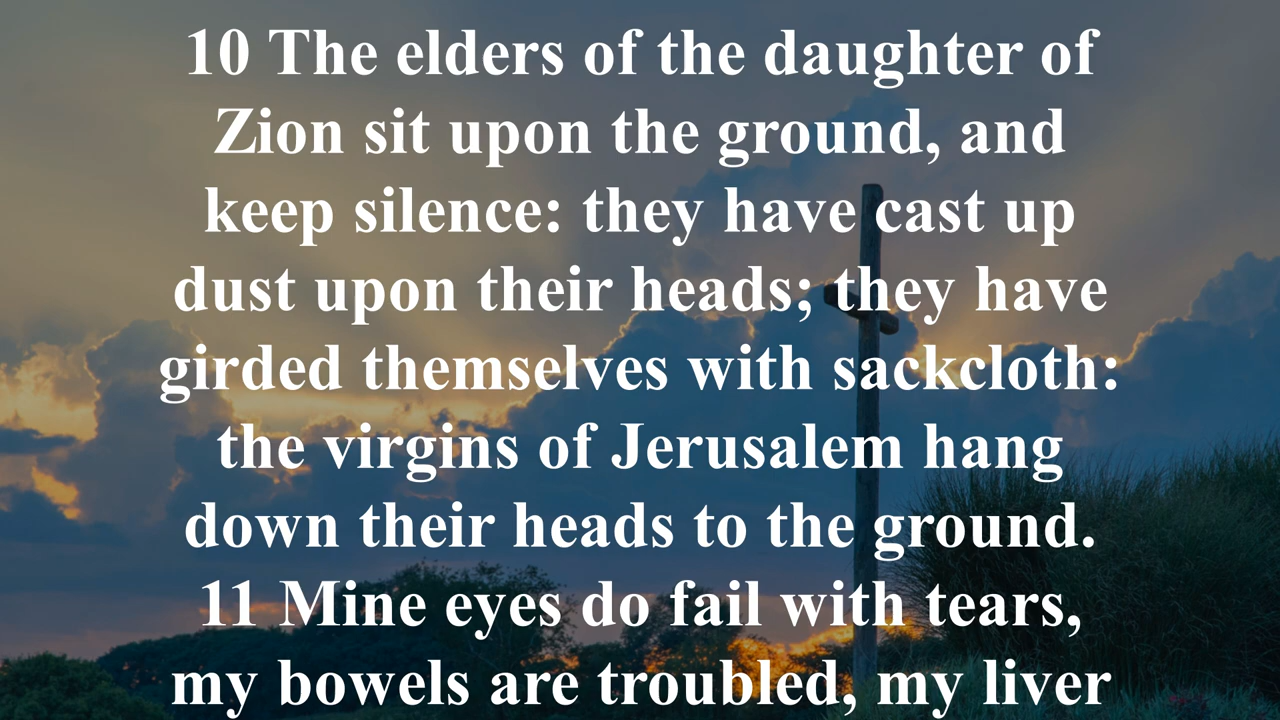 10 The elders of the daughter of
Zion sit upon the ground, and
keep silence: they have cast up
dust upon their heads; they have
girded themselves with sackcloth:
the virgins of Jerusalem hang
down their heads to the ground.
11 Mine eyes do fail with tears,
my bowels are troubled, my liver